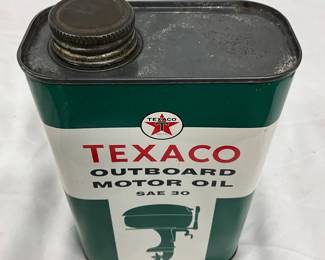 TEXACO
TEXACO
OUTBOARD
MOTOR OIL
SAE 30